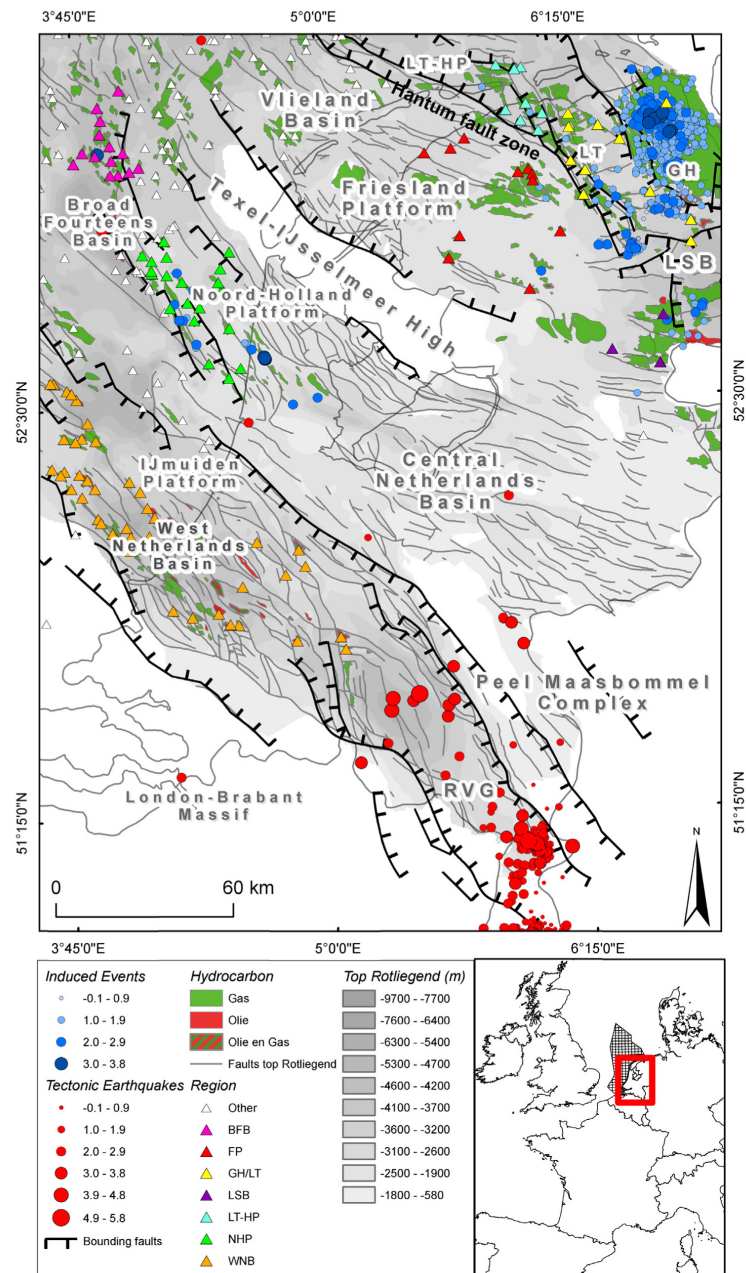 3°45'0"E 5°0'0"E 6°15'0"E
LT-HP
Hantum fault zone
Vlieland
Basin
LT
GH
Friesland
Platform
Broad
Fourteens
Basin
Texel-IJsselmeer High
LSB
Noord-Holland
Platform
52°30'0"N
52°30'0"N
Central
Netherlands
Basin
IJmuiden
Platform
West
Netherlands
Basin
Peel Maasbommel
Complex
RVG
London-Brabant
Massif
51°15'0"N
51°15'0"N
N
0 60 km
3°45'0"E 5°0'0"E 6°15'0"E
Induced Events
-0.1 - 0.9
1.0 - 1.9
2.0 - 2.9
3.0 - 3.8
Tectonic Earthquakes
-0.1 - 0.9
1.0 - 1.9
2.0 - 2.9
3.0 - 3.8
3.9 - 4.8
4.9 - 5.8
Bounding faults
Hydrocarbon
Gas
Olie
Olie en Gas
Faults top Rotliegend
Region
Other
BFB
FP
GH/LT
LSB
LT-HP
NHP
WNB
Top Rotliegend (m)
-9700 - -7700
-7600 - -6400
-6300 - -5400
-5300 - -4700
-4600 - -4200
-4100 - -3700
-3600 - -3200
-3100 - -2600
-2500 - -1900
-1800 - -580